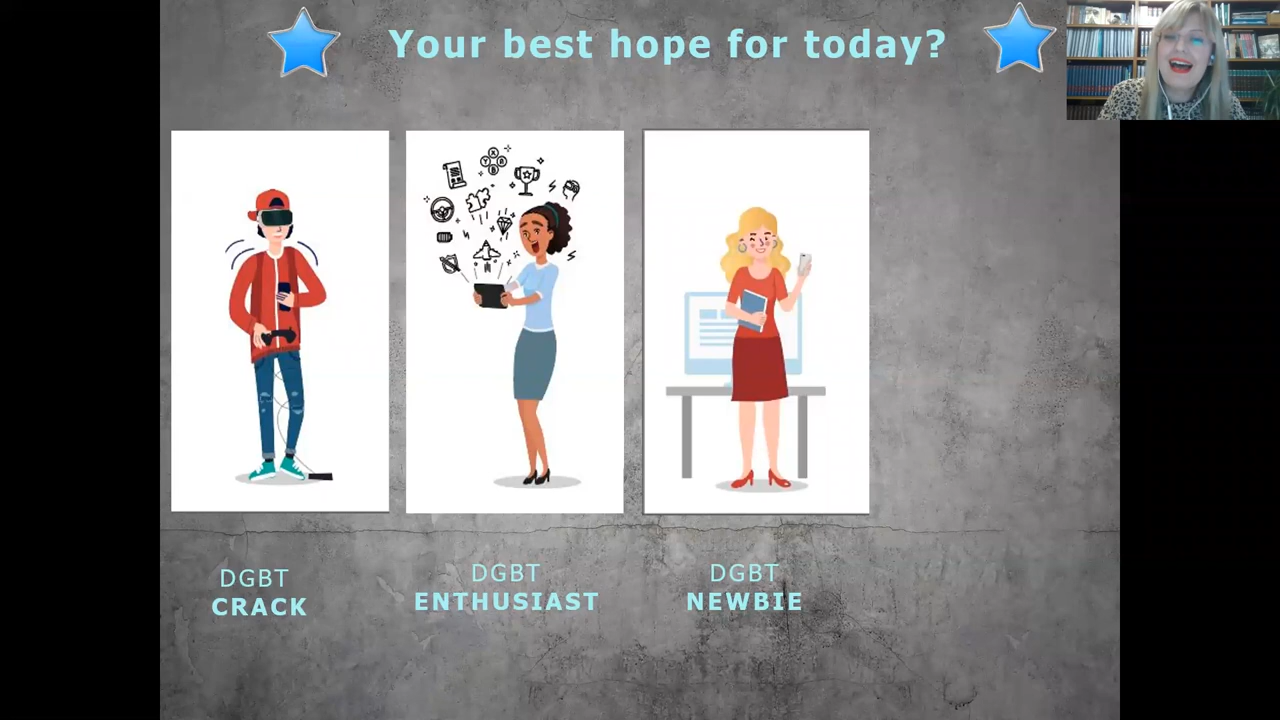 Your best hope for today?
DGBT
CRACK
DGBT
ENTHUSIAST
DGBT
NEWBIE